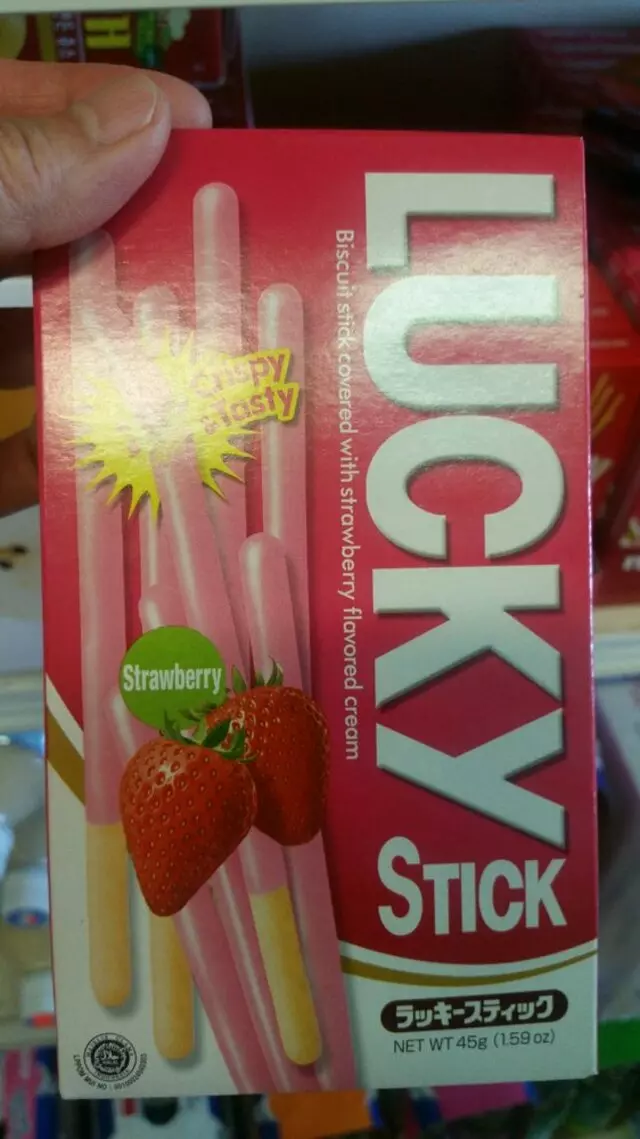 LUCKY
STICK
Biscuit stick covered with strawberry flavored cream
Crispy
Tasty
Strawberry
ラッキースティック
NET WT 45g (1.59 oz)